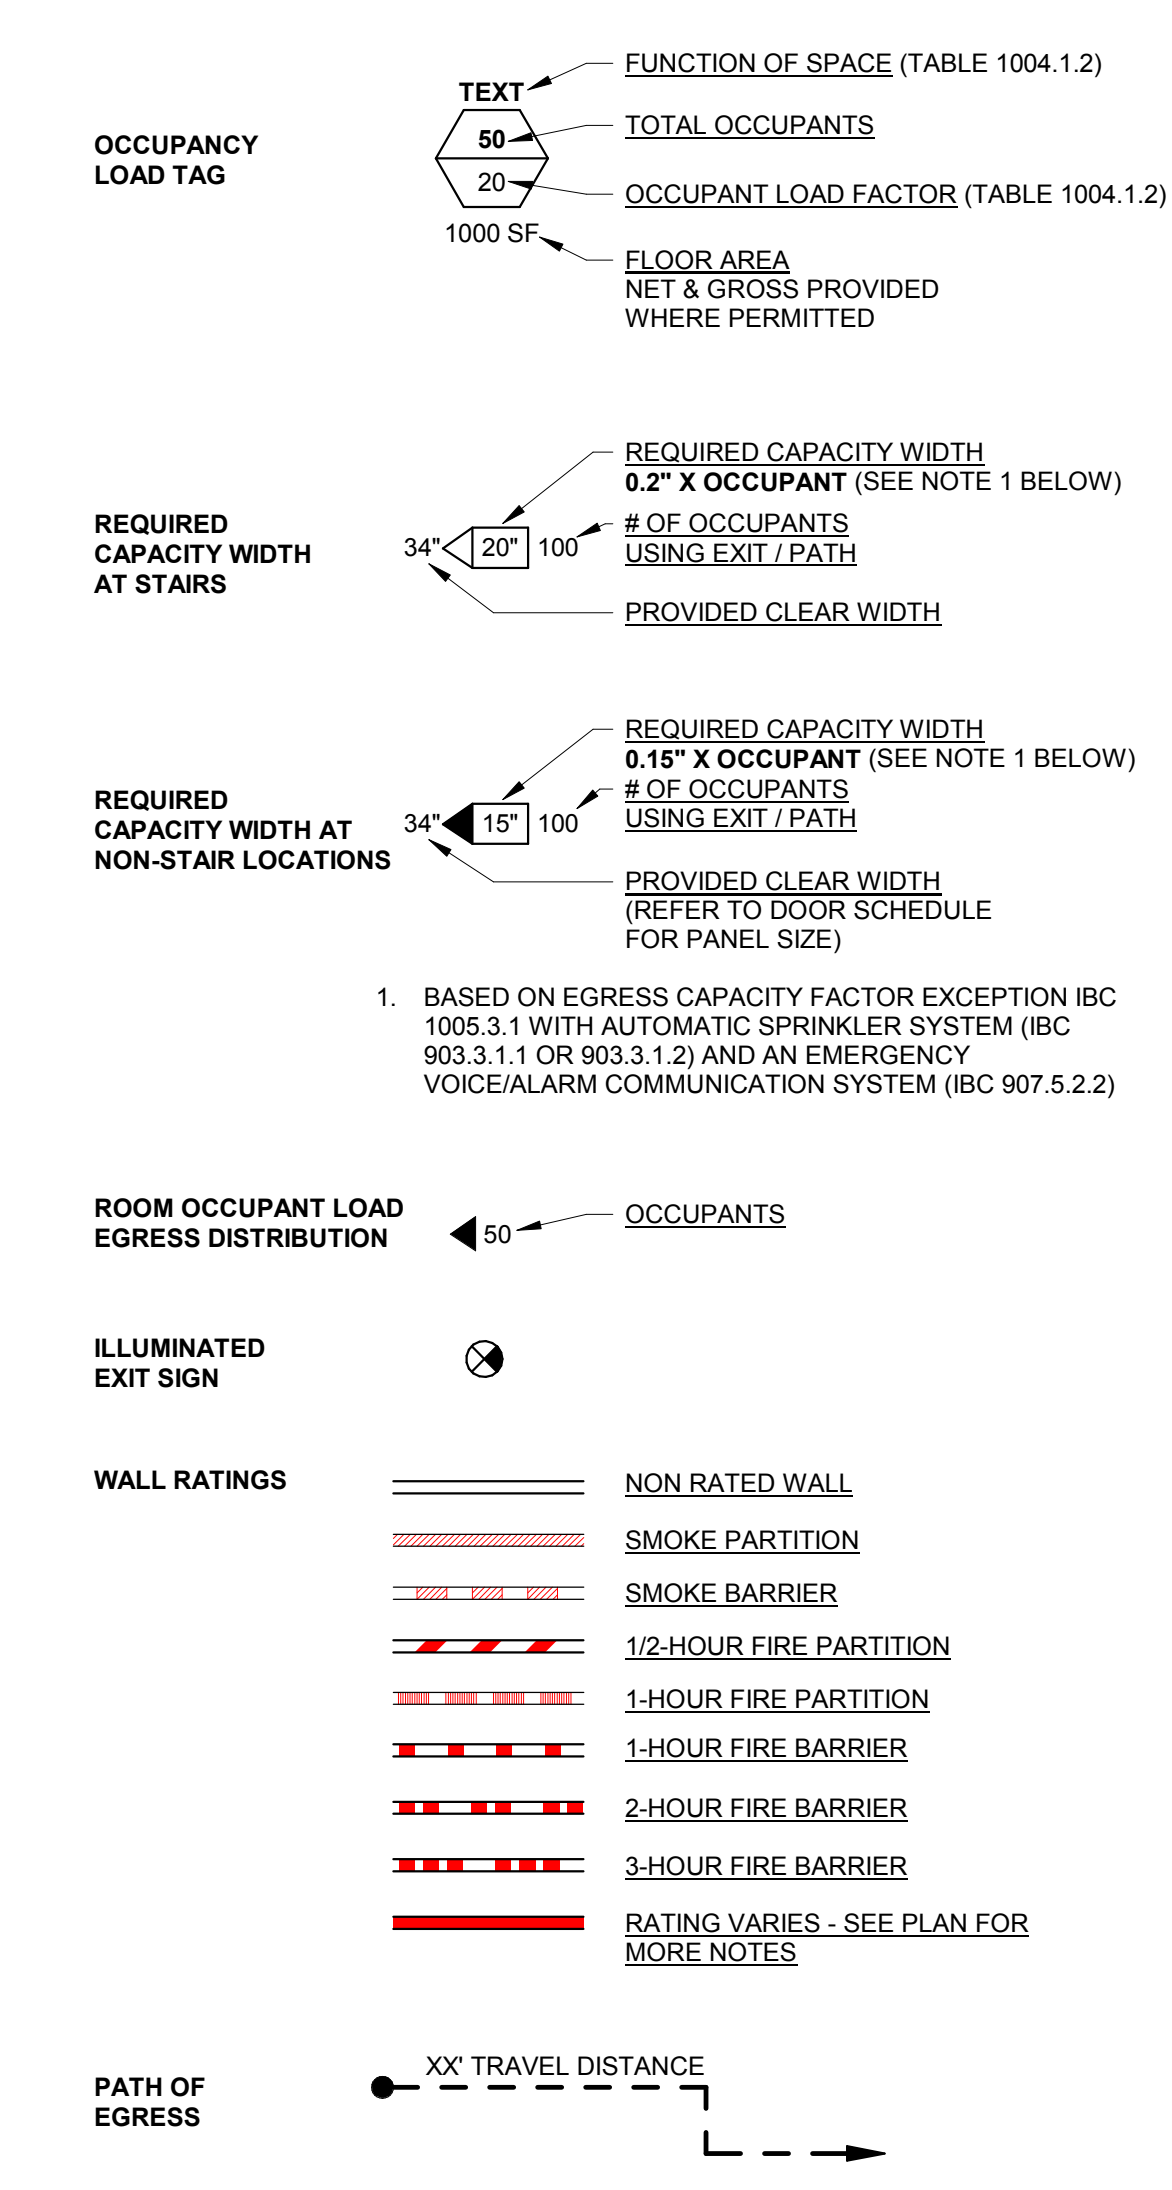 OCCUPANCY
LOAD TAG
TEXT
50
20
1000 SF
FUNCTION OF SPACE (TABLE 1004.1.2)
TOTAL OCCUPANTS
OCCUPANT LOAD FACTOR (TABLE 1004.1.2)
FLOOR AREA
NET & GROSS PROVIDED
WHERE PERMITTED
REQUIRED
CAPACITY WIDTH
AT STAIRS
34" 20" 100
REQUIRED CAPACITY WIDTH
0.2" X OCCUPANT (SEE NOTE 1 BELOW)
# OF OCCUPANTS
USING EXIT / PATH
PROVIDED CLEAR WIDTH
REQUIRED
CAPACITY WIDTH AT
NON-STAIR LOCATIONS
34" 15" 100
REQUIRED CAPACITY WIDTH
0.15" X OCCUPANT (SEE NOTE 1 BELOW)
# OF OCCUPANTS
USING EXIT / PATH
PROVIDED CLEAR WIDTH
(REFER TO DOOR SCHEDULE
FOR PANEL SIZE)
1. BASED ON EGRESS CAPACITY FACTOR EXCEPTION IBC
1005.3.1 WITH AUTOMATIC SPRINKLER SYSTEM (IBC
903.3.1.1 OR 903.3.1.2) AND AN EMERGENCY
VOICE/ALARM COMMUNICATION SYSTEM (IBC 907.5.2.2)
ROOM OCCUPANT LOAD
EGRESS DISTRIBUTION
50
OCCUPANTS
ILLUMINATED
EXIT SIGN
WALL RATINGS
NON RATED WALL
SMOKE PARTITION
SMOKE BARRIER
1/2-HOUR FIRE PARTITION
1-HOUR FIRE PARTITION
1-HOUR FIRE BARRIER
2-HOUR FIRE BARRIER
3-HOUR FIRE BARRIER
RATING VARIES - SEE PLAN FOR
MORE NOTES
PATH OF
EGRESS
XX' TRAVEL DISTANCE